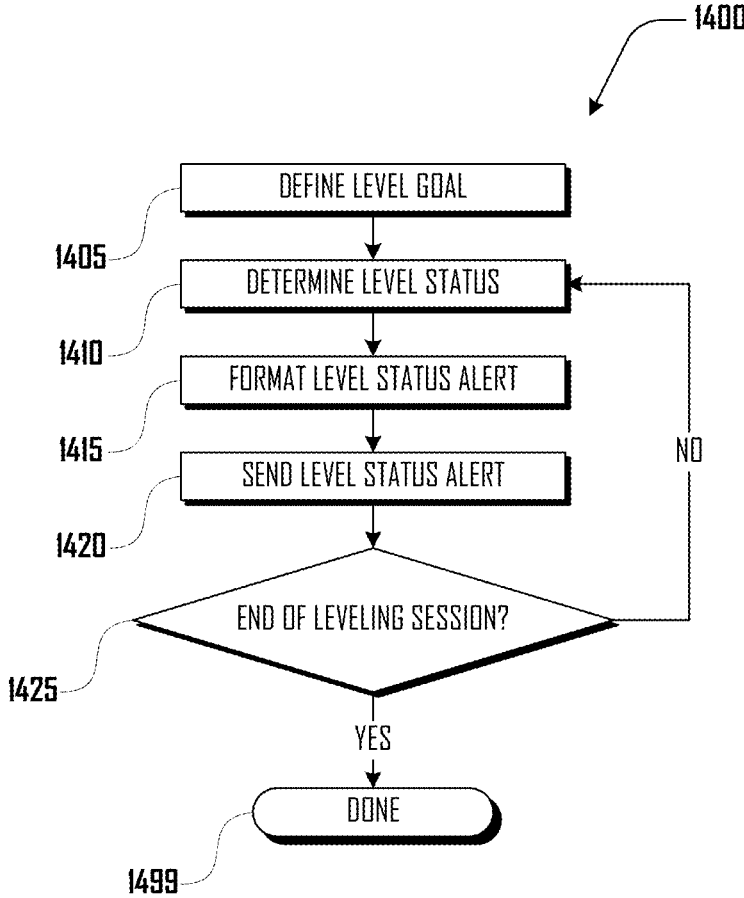 1400
DEFINE LEVEL GOAL
1405
DETERMINE LEVEL STATUS
1410
FORMAT LEVEL STATUS ALERT
1415
NO
SEND LEVEL STATUS ALERT
1420
END OF LEVELING SESSION?
1425
YES
DONE
1499